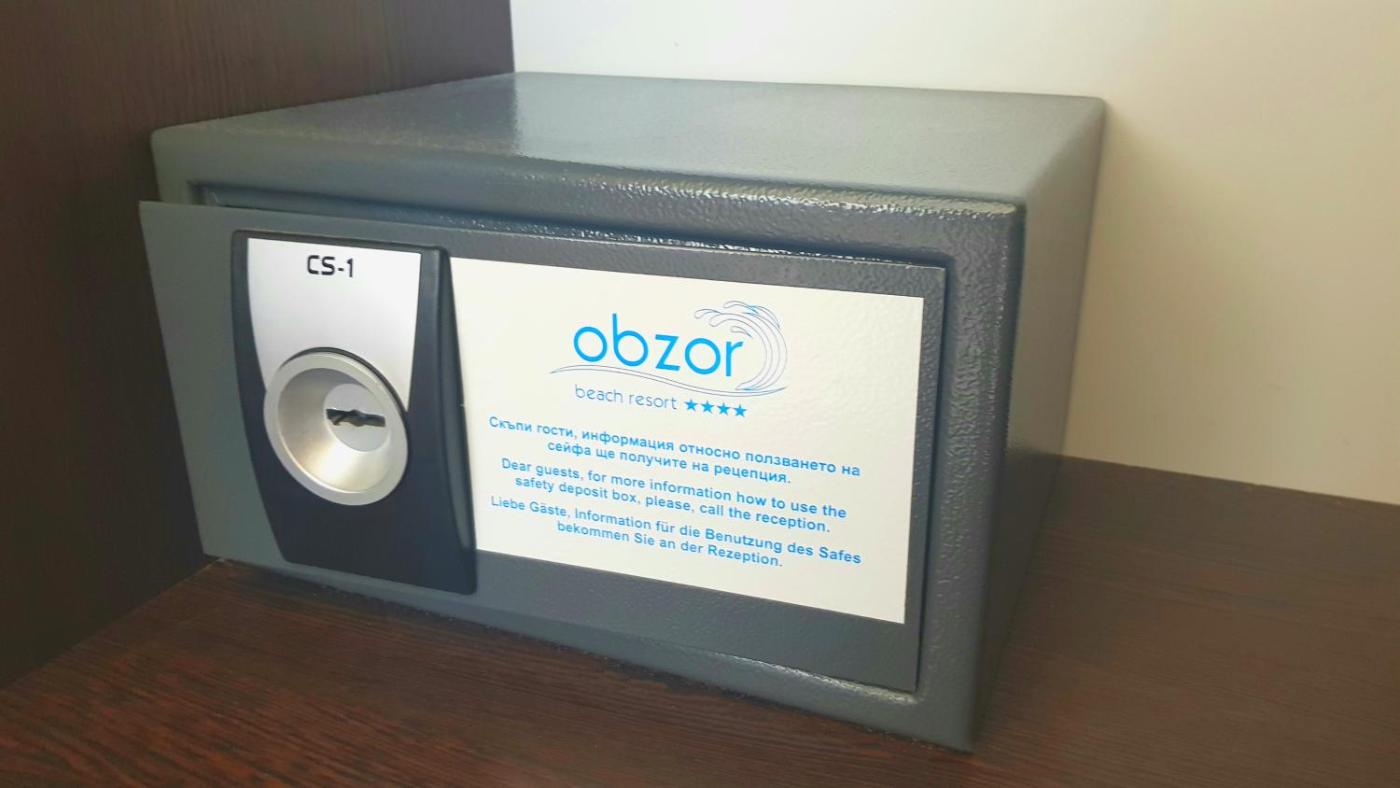 CS-1
obzor
beach resort ★★★★
Скъпи гости, информация относно ползването на
сейфа ще получите на рецепция.
Dear guests, for more information how to use the
safety deposit box, please, call the reception.
Liebe Gäste, Information für die Benutzung des Safes
bekommen Sie an der Rezeption.